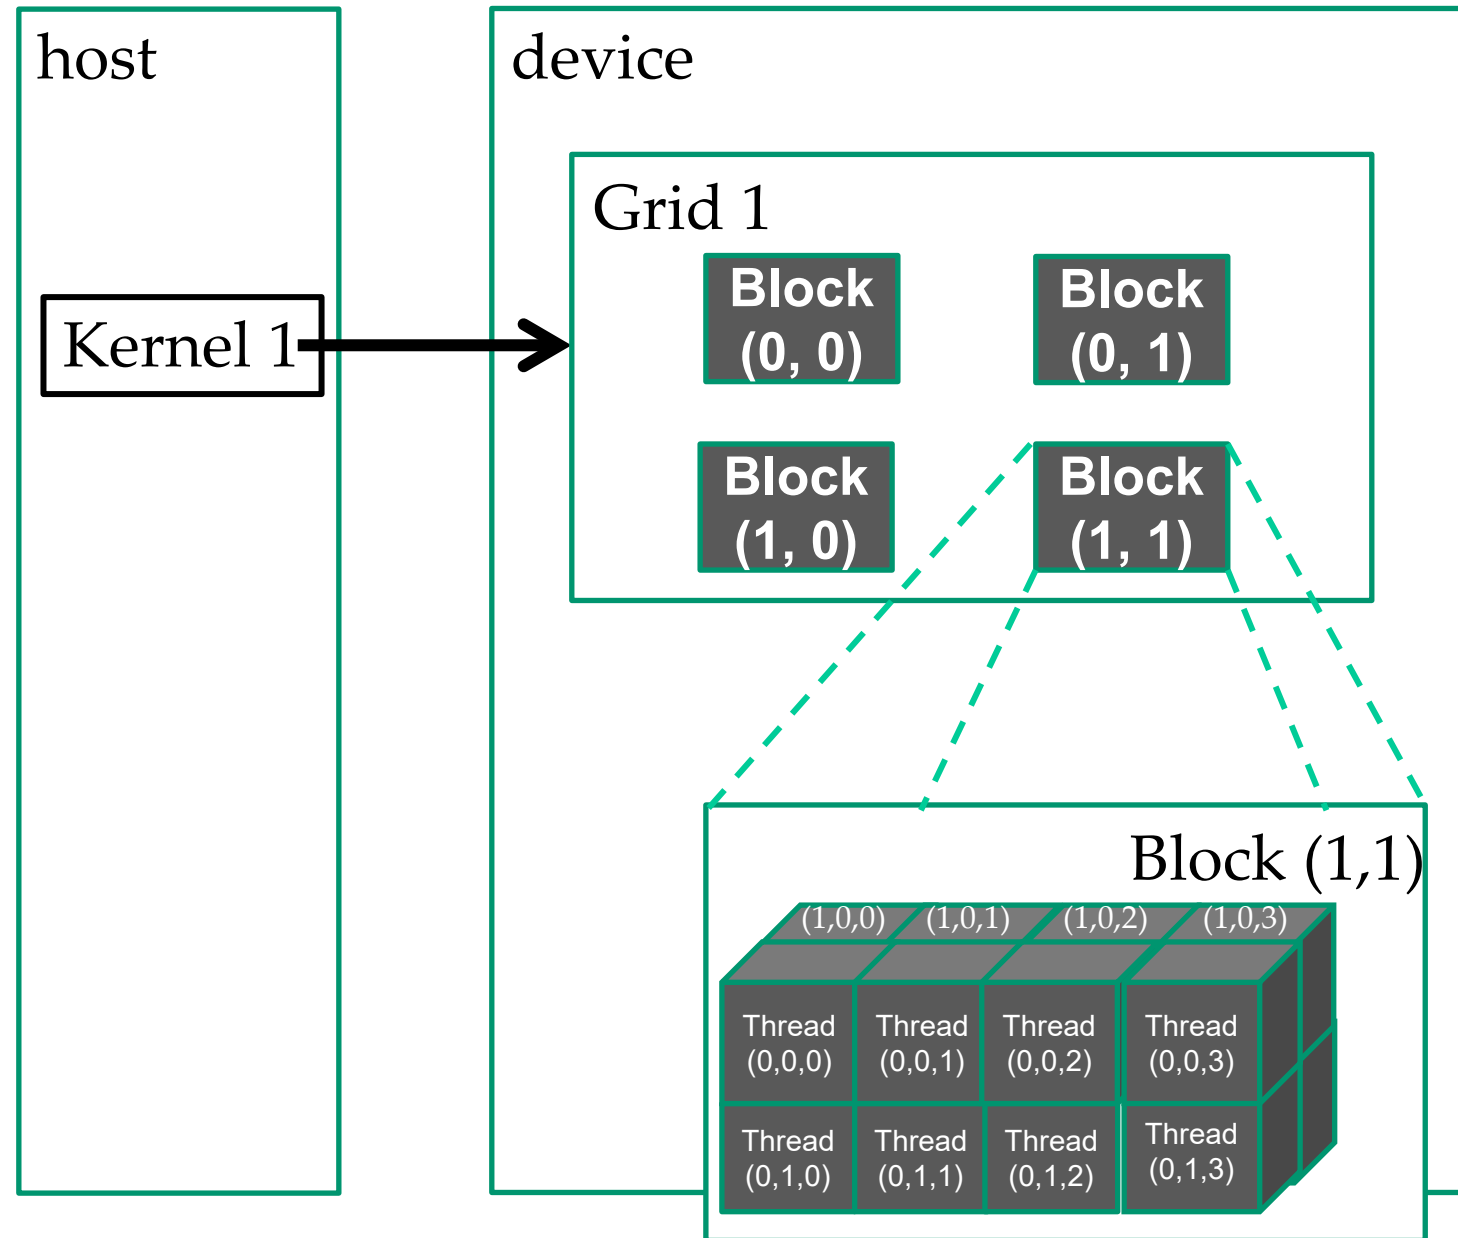 host
device
Grid 1
Block
(0, 0)
Block
(0, 1)
Kernel 1
Block
(1, 0)
Block
(1, 1)
Block (1,1)
(1,0,0)
(1,0,1)
(1,0,2)
(1,0,3)
Thread
(0,0,0)
Thread
(0,0,1)
Thread
(0,0,2)
Thread
(0,0,3)
Thread
(0,1,0)
Thread
(0,1,1)
Thread
(0,1,2)
Thread
(0,1,3)